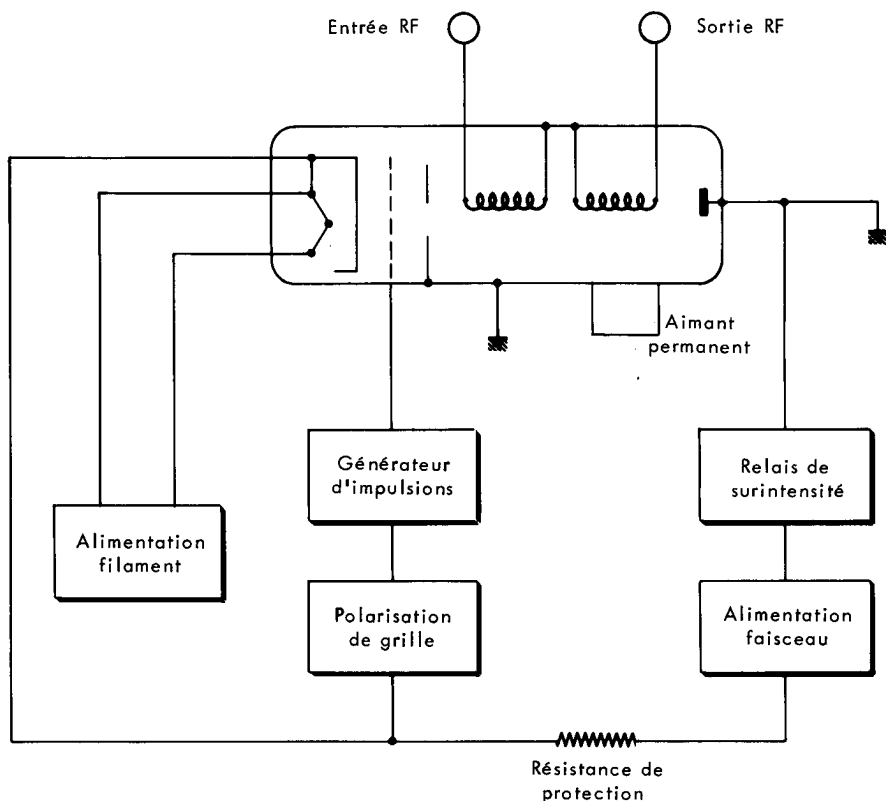 Entrée RF
Sortie RF
Aimant
permanent
Générateur
d'impulsions
Relais de
surintensité
Alimentation
filament
Polarisation
de grille
Alimentation
faisceau
Résistance de
protection